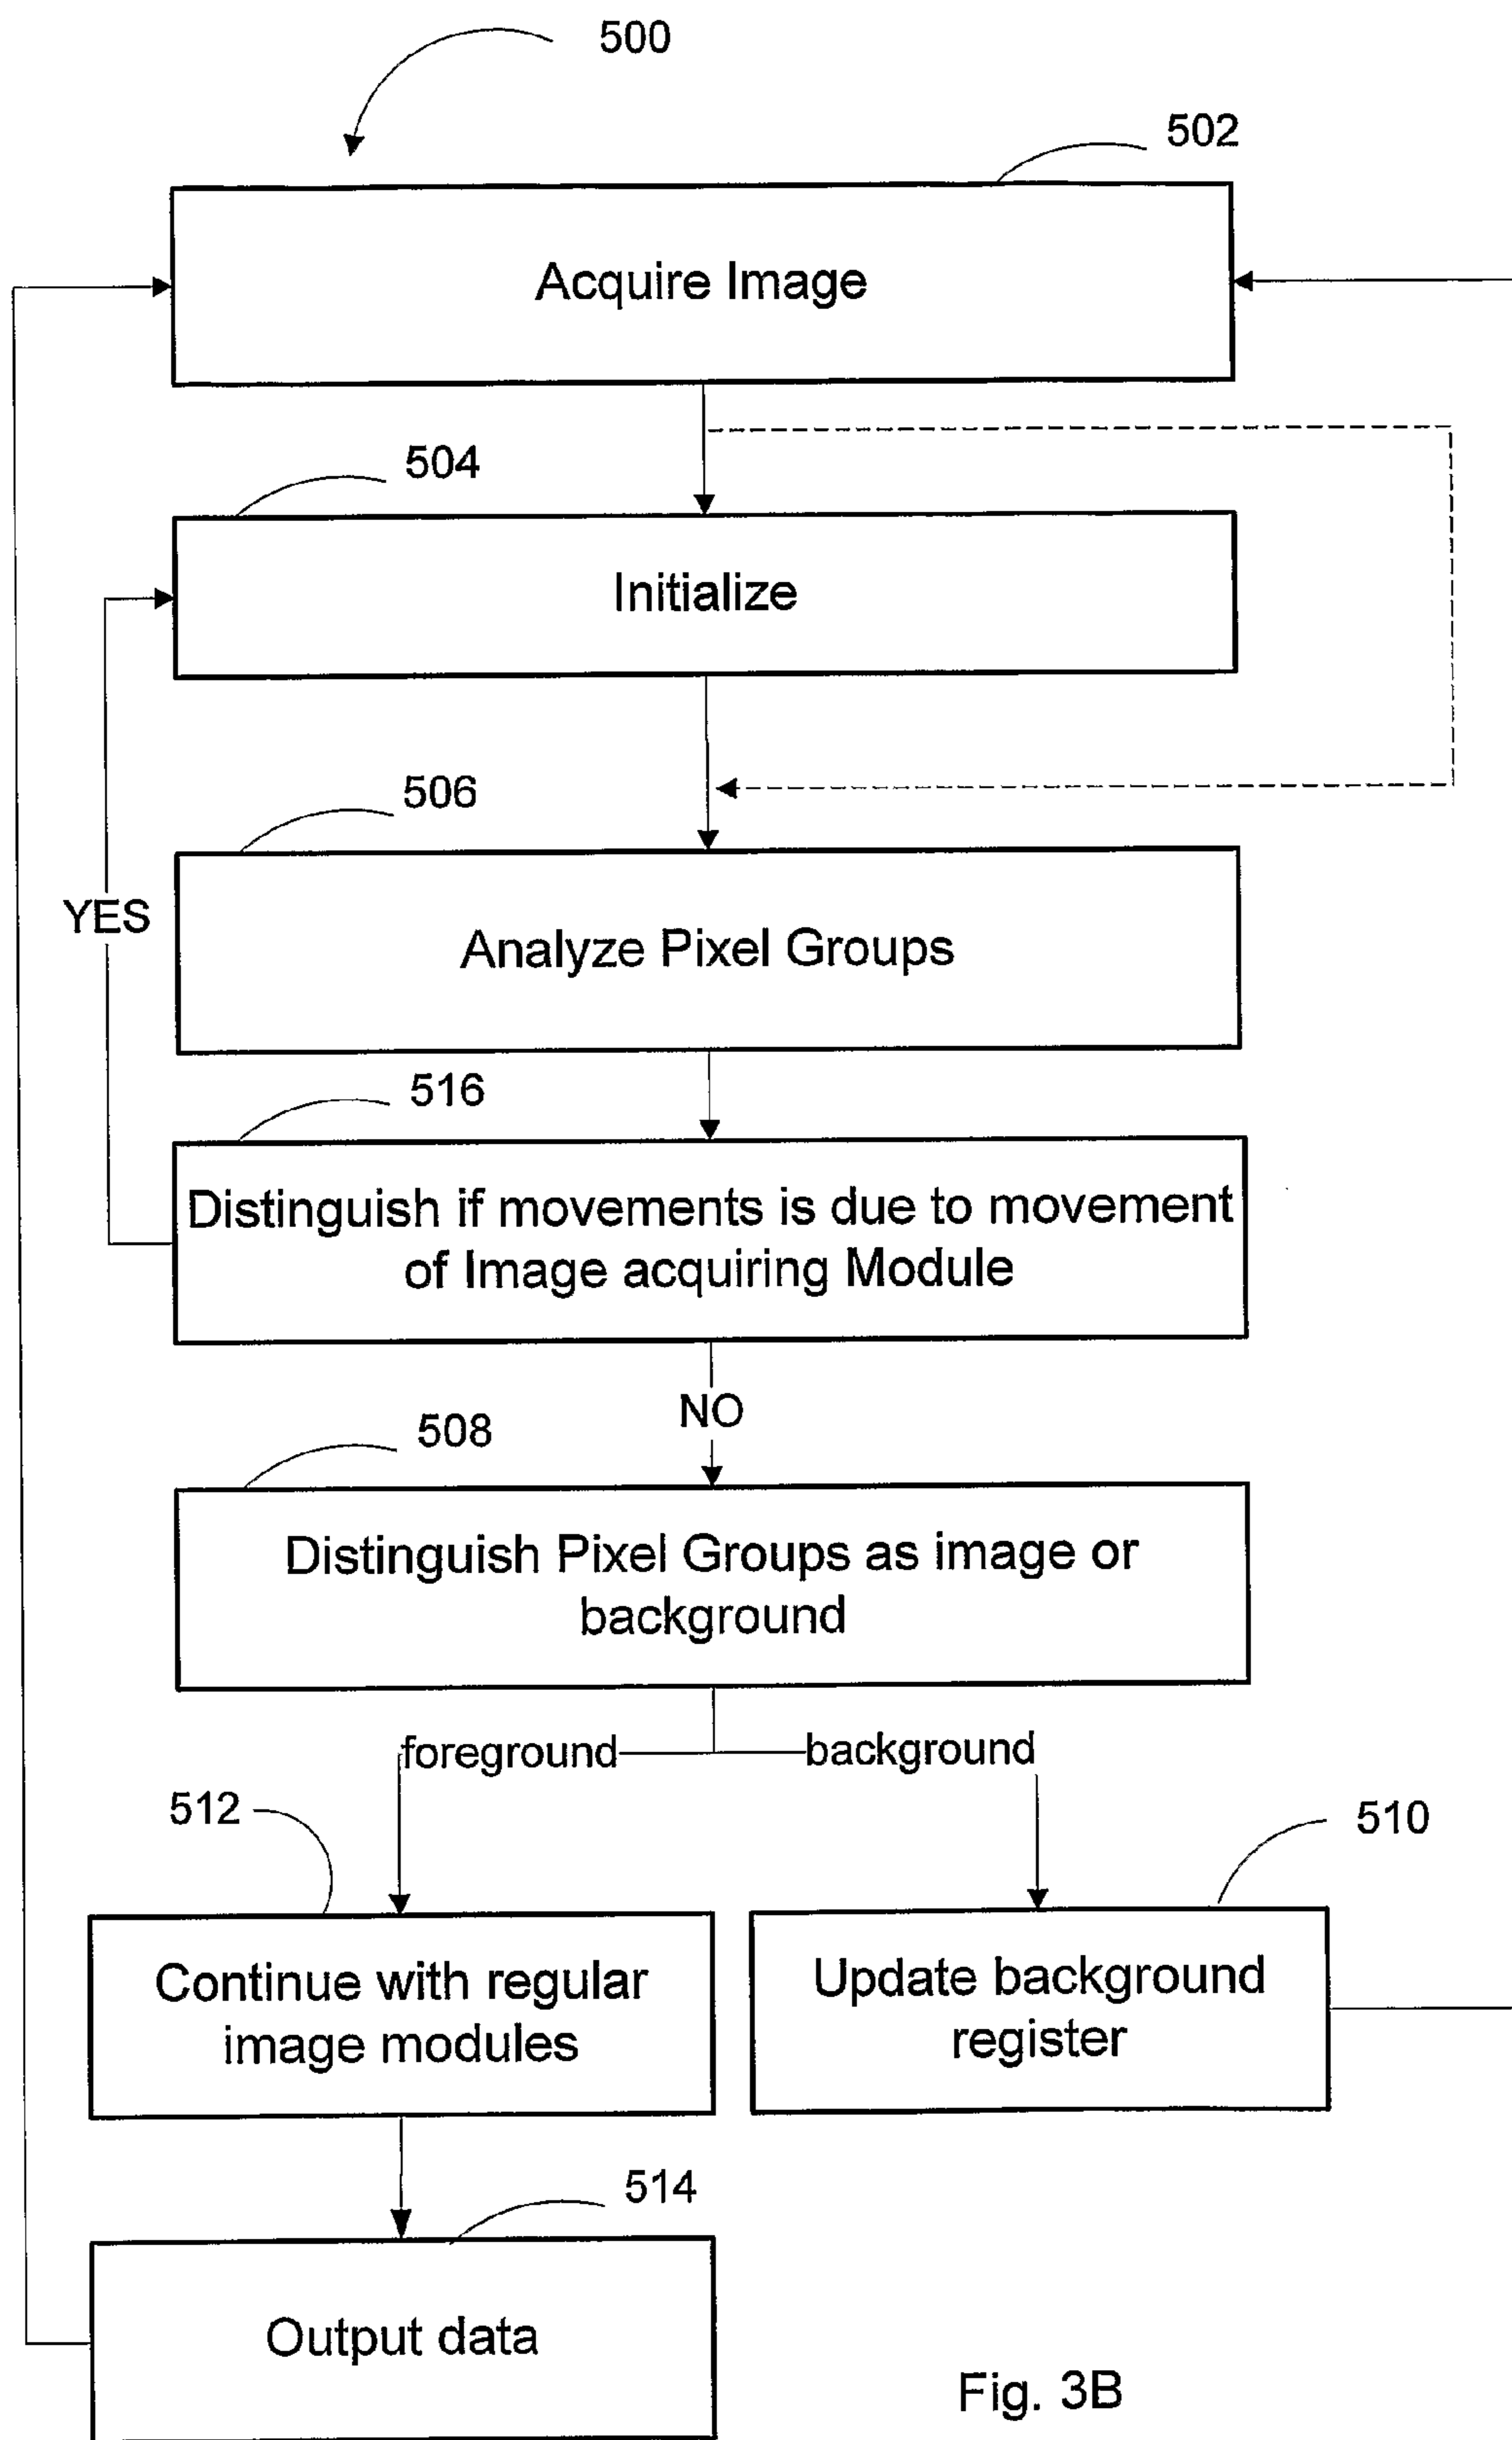 500
502
Acquire Image
504
Initialize
506
YES
Analyze Pixel Groups
516
Distinguish if movements is due to movement
of Image acquiring Module
NO
508
Distinguish Pixel Groups as image or
background
foreground
background
512
510
Continue with regular
image modules
Update background
register
514
Output data
Fig. 3B